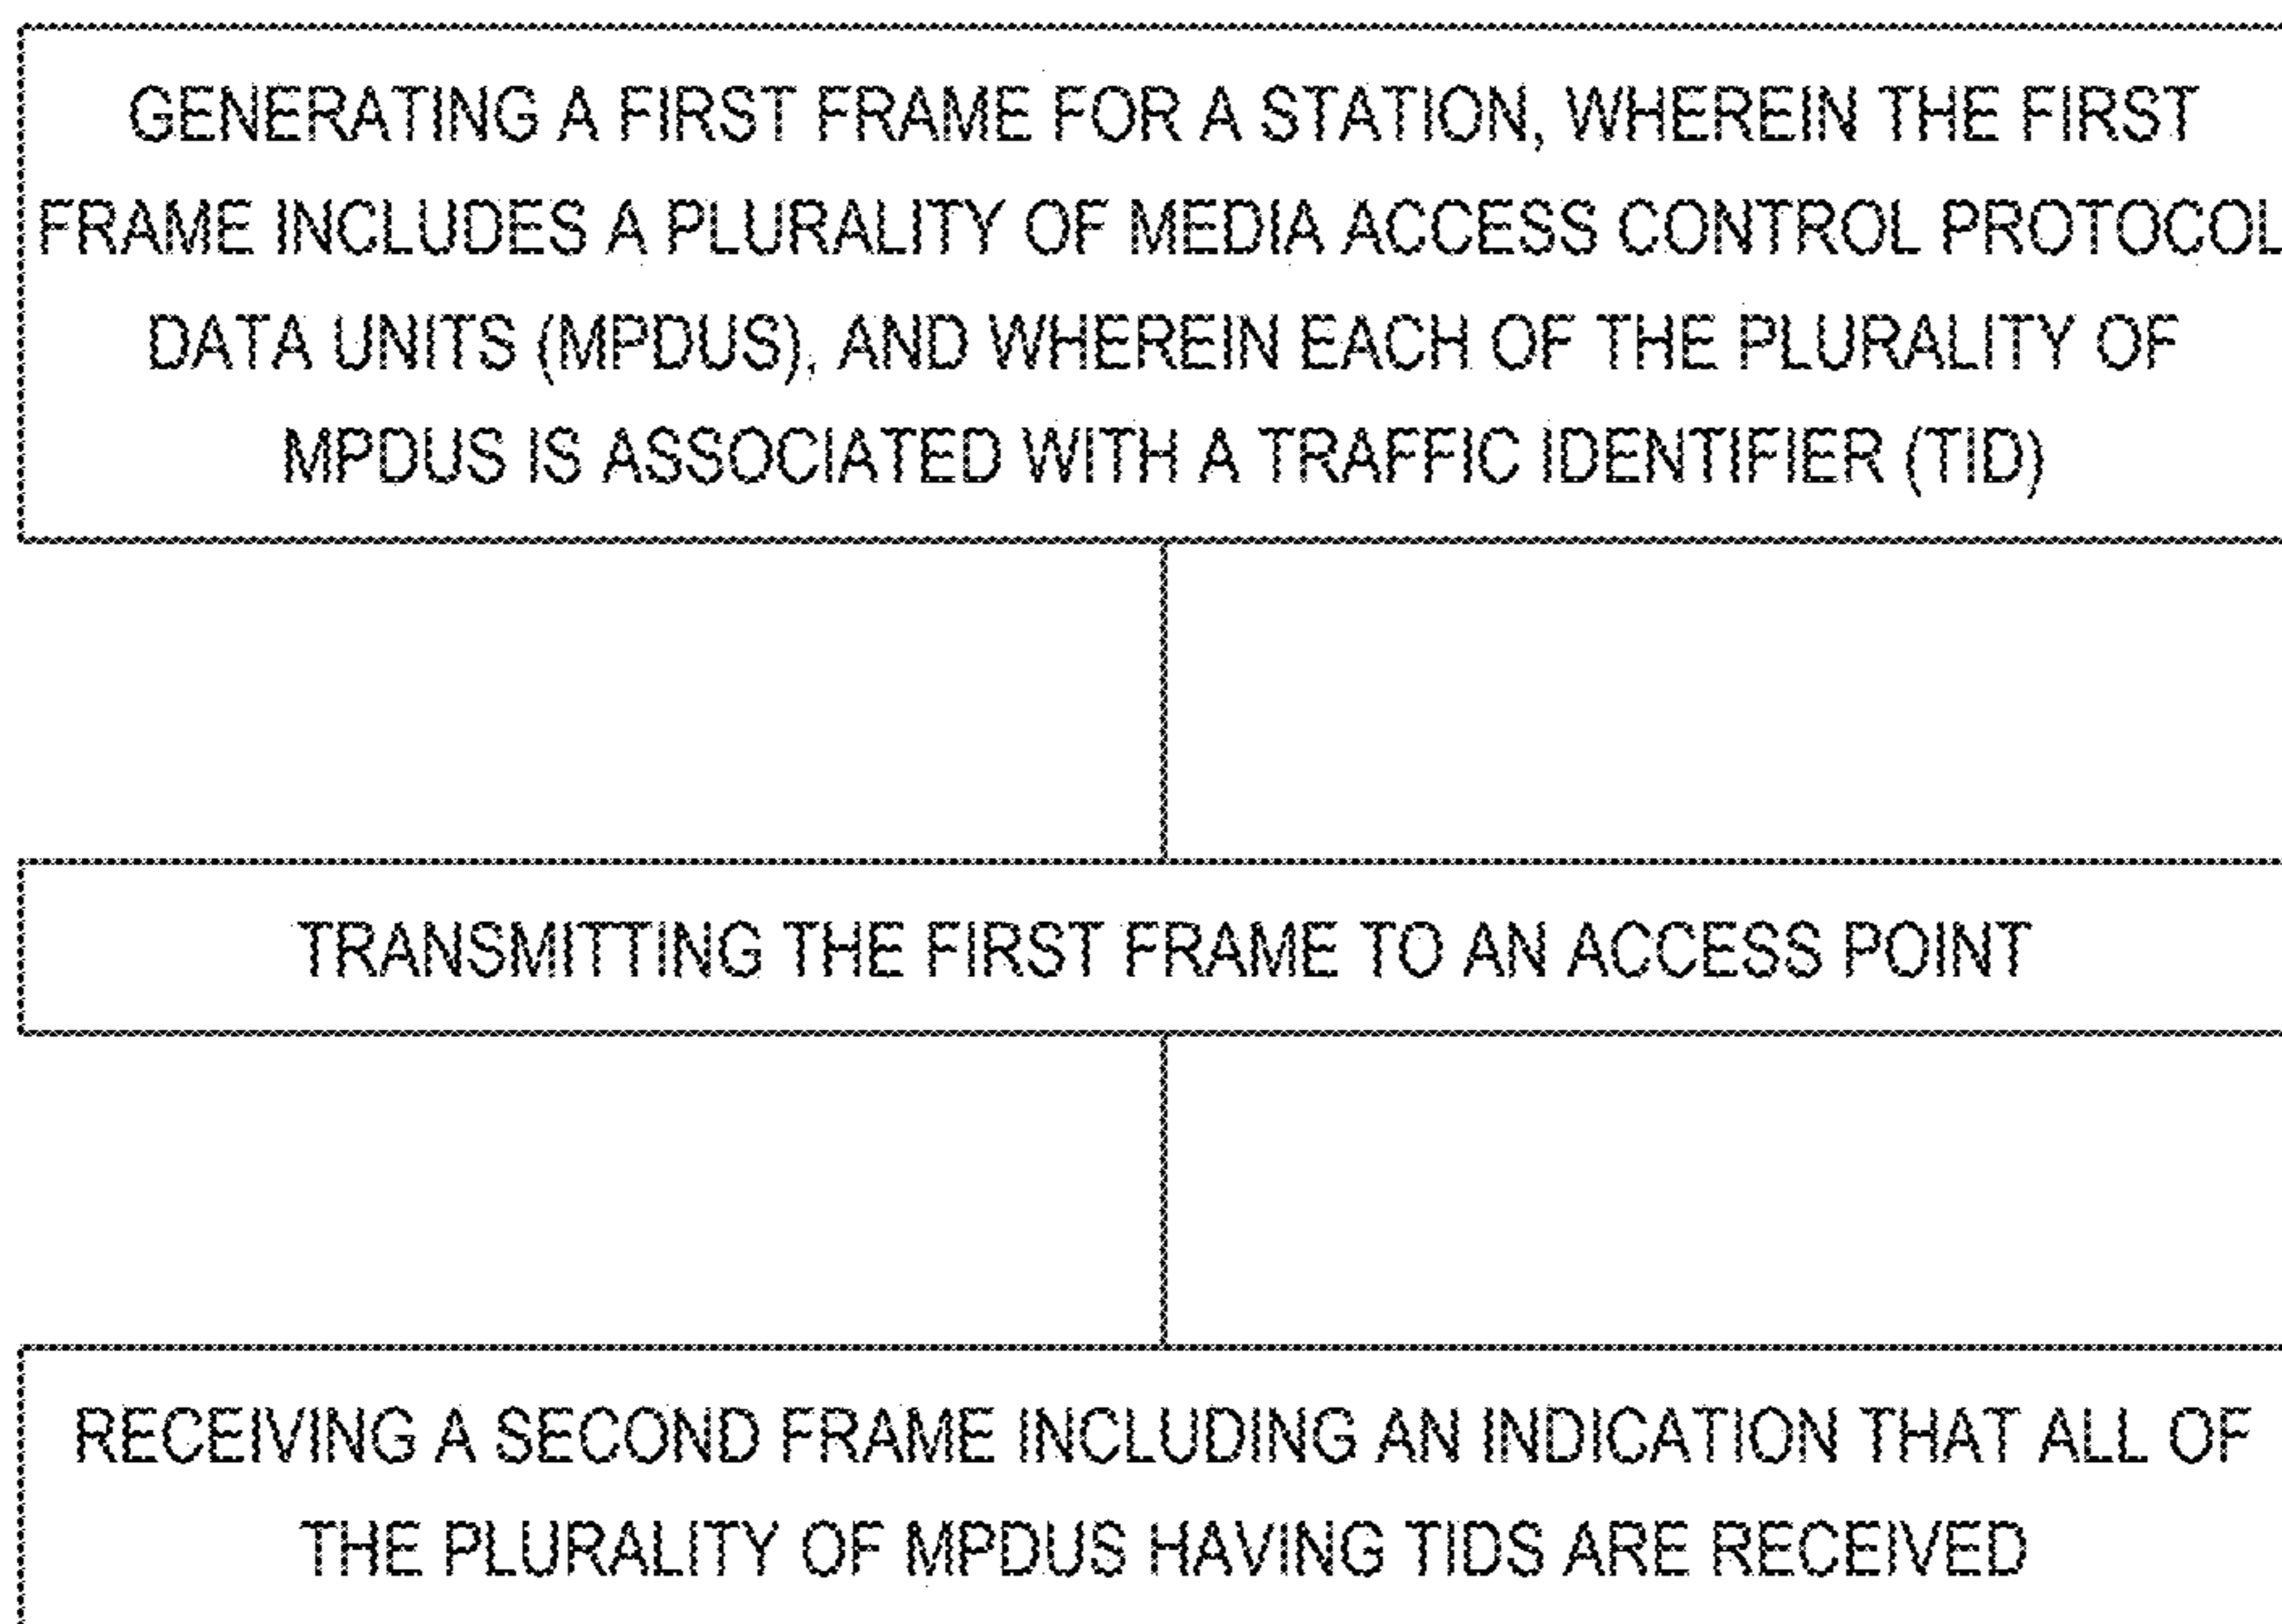 GENERATING A FIRST FRAME FOR A STATION, WHEREIN THE FIRST
FRAME INCLUDES A PLURALITY OF MEDIA ACCESS CONTROL PROTOCOL
DATA UNITS (MPDUS), AND WHEREIN EACH OF THE PLURALITY OF
MPDUS IS ASSOCIATED WITH A TRAFFIC IDENTIFIER (TID)
TRANSMITTING THE FIRST FRAME TO AN ACCESS POINT
RECEIVING A SECOND FRAME INCLUDING AN INDICATION THAT ALL OF
THE PLURALITY OF MPDUS HAVING TIDS ARE RECEIVED